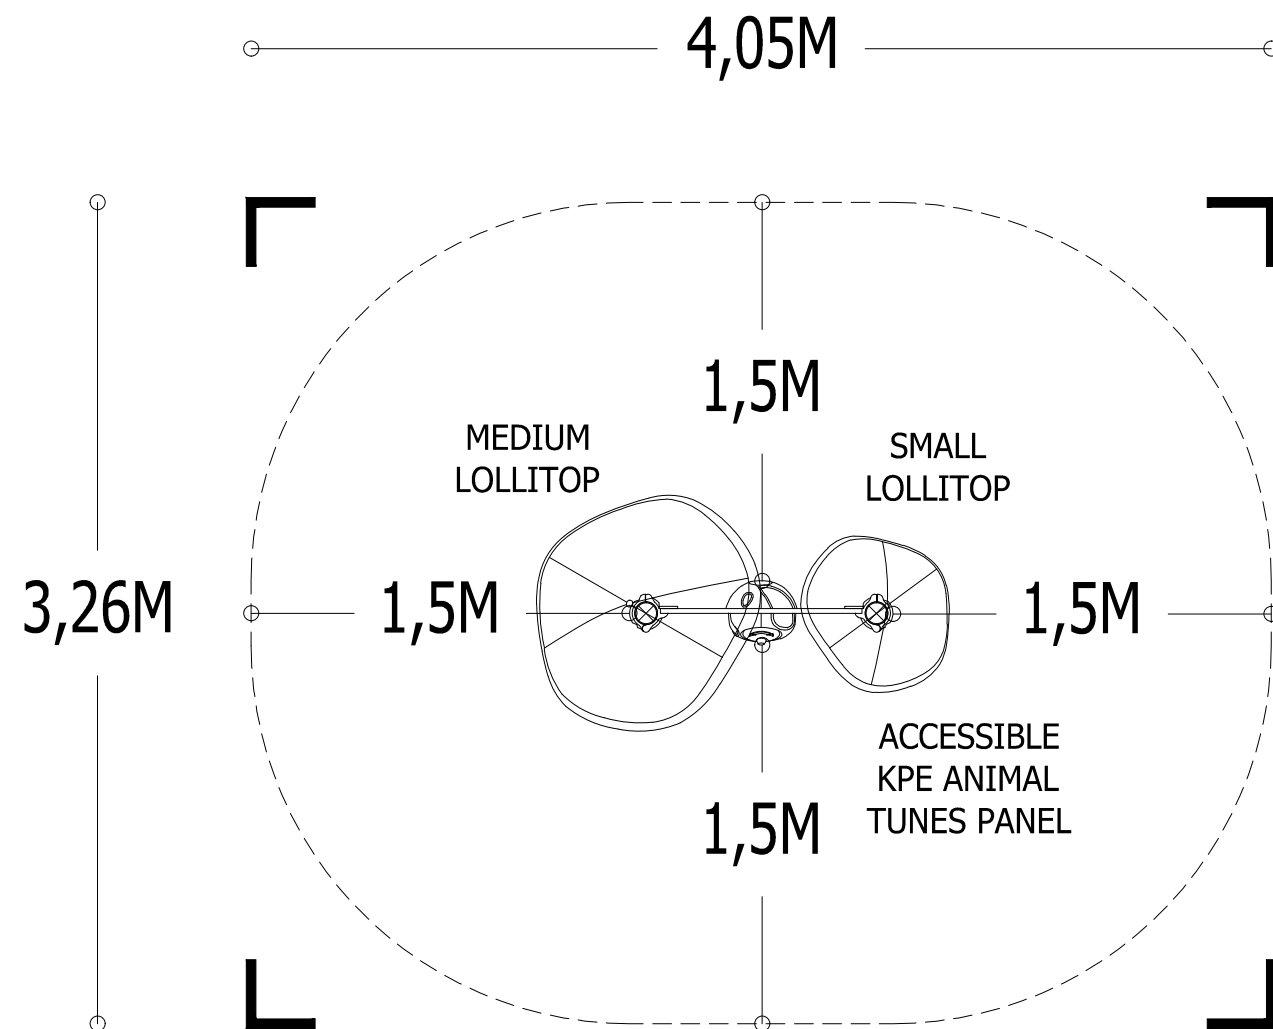 4,05M
1,5M
MEDIUM
LOLLITOP
SMALL
LOLLITOP
3,26M
1,5M
1,5M
ACCESSIBLE
KPE ANIMAL
TUNES PANEL
1,5M